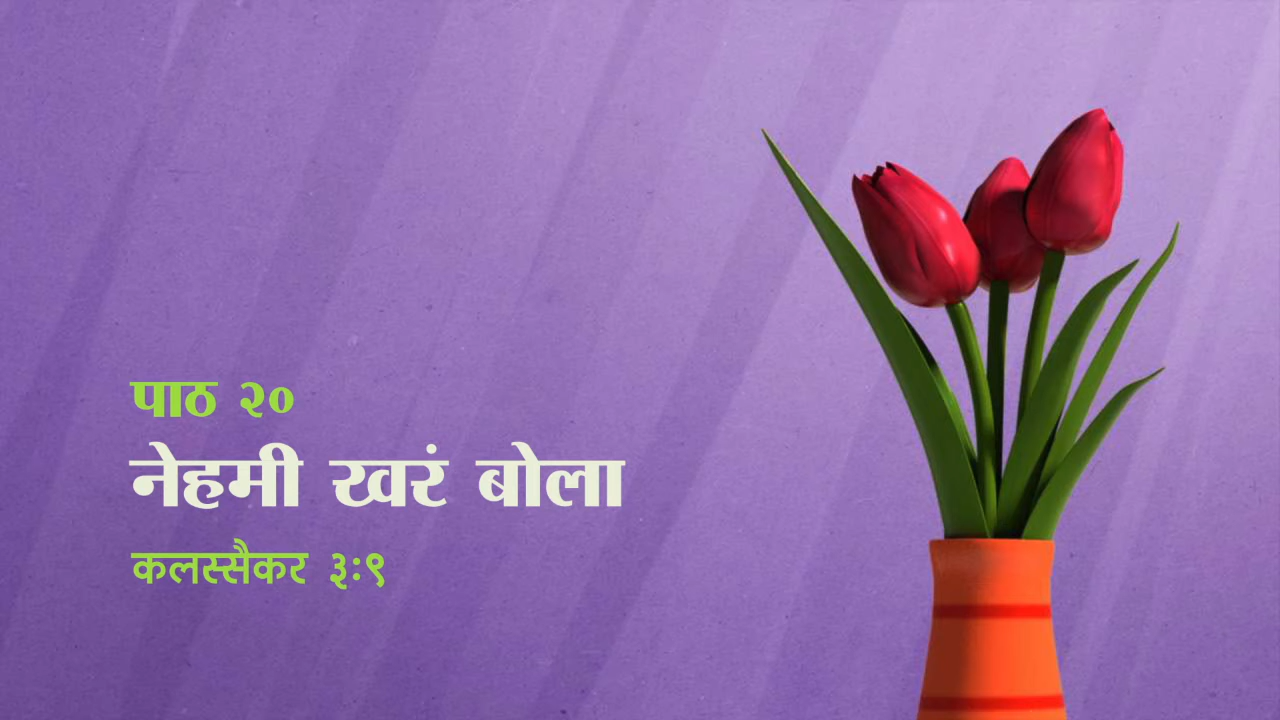 पाठ २०
नेहमी खरं बोला
कलस्सैकर ३:९